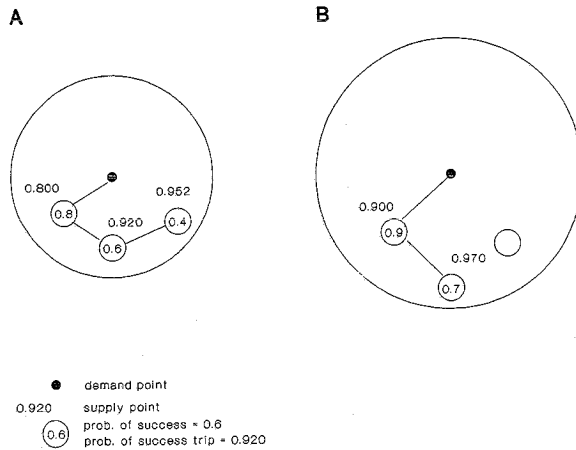 A
B
0.800
0.952
0.8
0.920
0.4
0.6
0.900
0.9
0.970
0.7
demand point
0.920 supply point
0.6
prob. of success = 0.6
prob. of success trip = 0.920